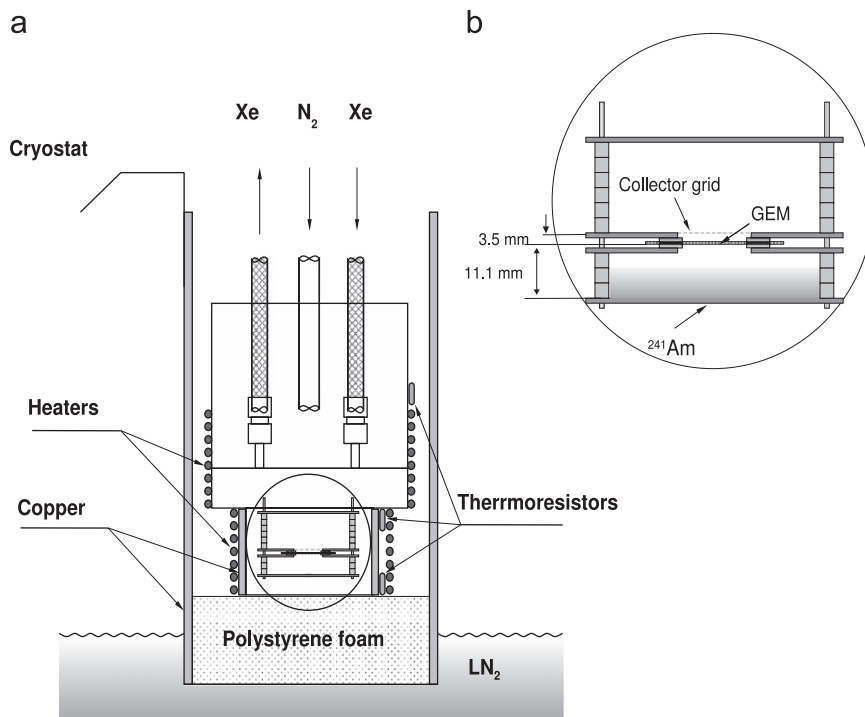 a
b
Xe N₂ Xe
Cryostat
Collector grid
GEM
3.5 mm
11.1 mm
²⁴¹Am
Heaters
Copper
Therrmoresistors
Polystyrene foam
LN₂